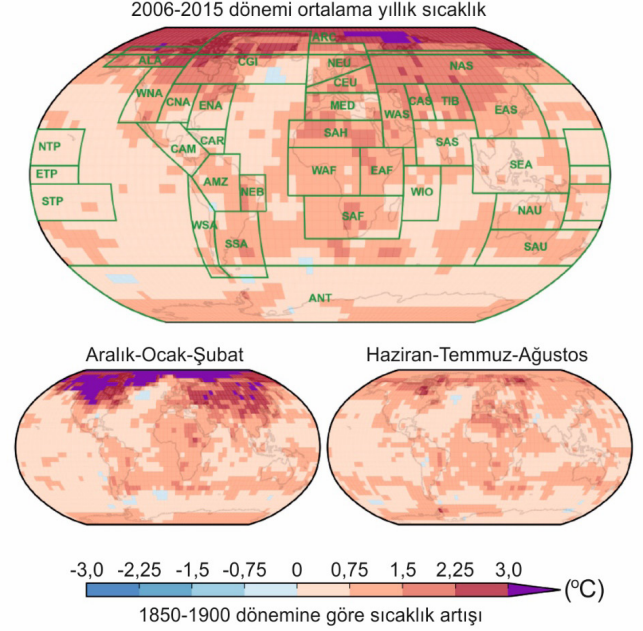 2006-2015 dönemi ortalama yıllık sıcaklık
ARC
ALA
CGI
NEU
NAS
CEU
WNA
CNA
ENA
MED
WAS
CAS
TIB
EAS
SAH
CAR
CAM
SAS
NTP
ETP
STP
SEA
WAF
EAF
AMZ
NEB
WIO
WSA
SAF
NAU
SSA
SAU
ANT
Aralık-Ocak-Şubat
Haziran-Temmuz-Ağustos
-3,0 -2,25 -1,5 -0,75 0 0,75 1,5 2,25 3,0
(ºC)
1850-1900 dönemine göre sıcaklık artışı